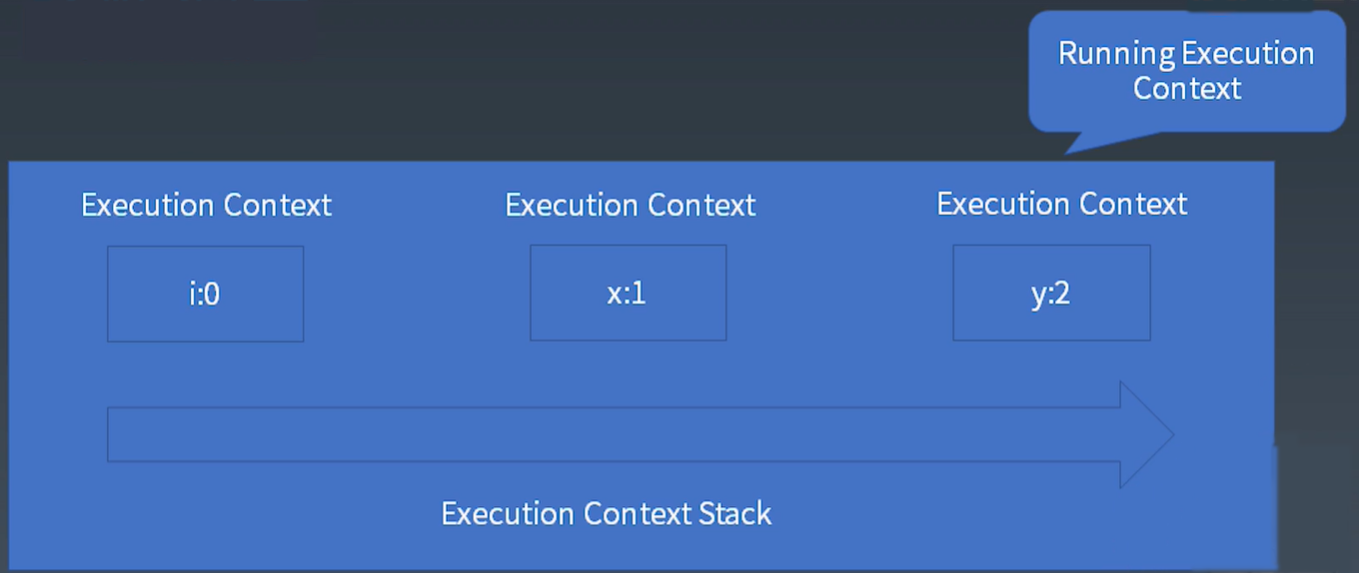 Running Execution
Context
Execution Context
Execution Context
Execution Context
i:0
x:1
y:2
Execution Context Stack